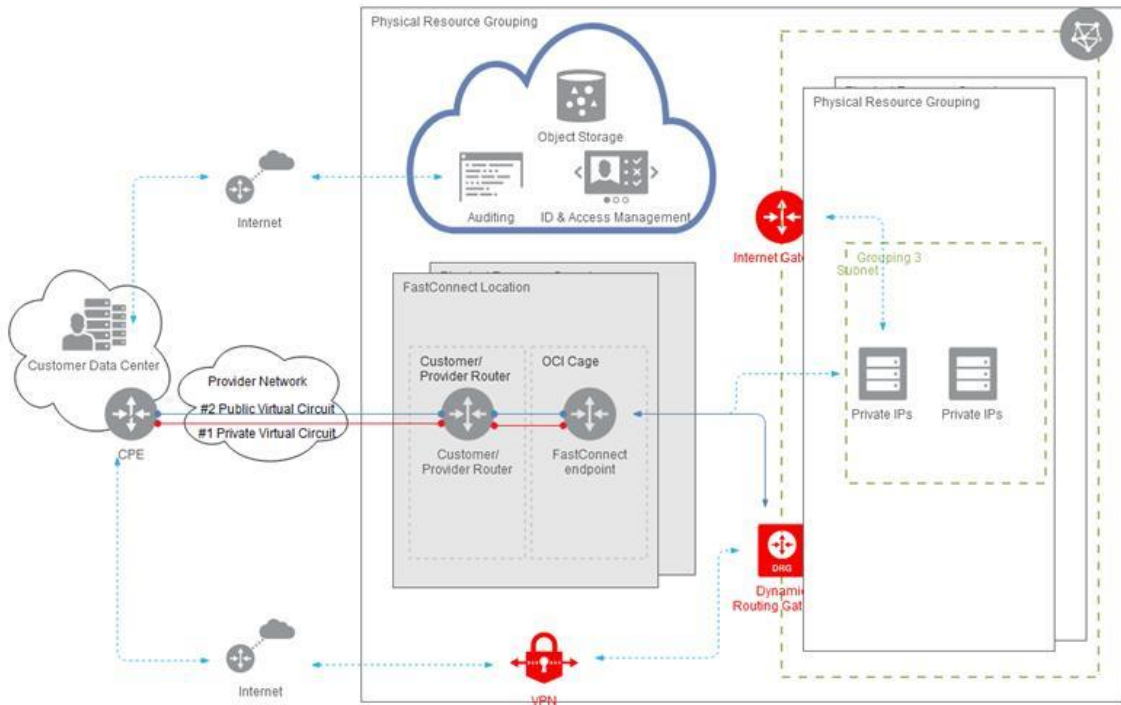 Physical Resource Grouping
Object Storage
Auditing
ID & Access Management
Internet
Physical Resource Grouping
Internet Gate
Grouping 3
Subnet
Private IPs
Private IPs
FastConnect Location
Customer/
Provider Router
OCI Cage
Customer/
Provider Router
FastConnect
endpoint
Customer Data Center
Provider Network
#2 Public Virtual Circuit
#1 Private Virtual Circuit
CPE
DRG
Dynami
Routing Gat
Internet
VPN